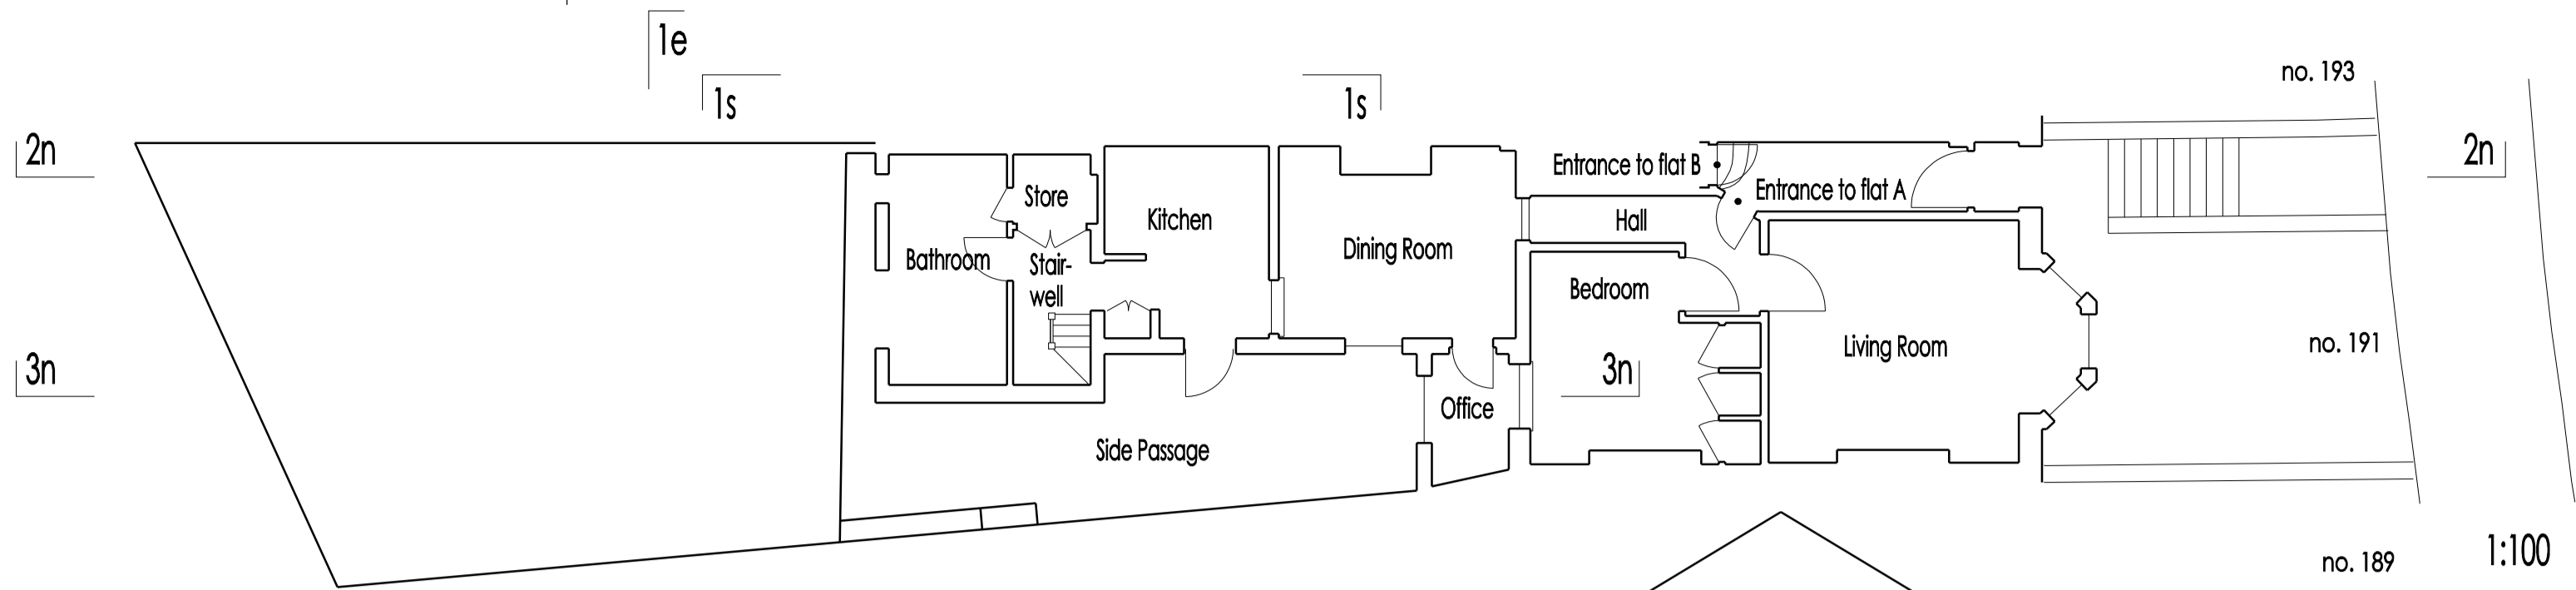 1e
1s
1s
no. 193
2n
2n
Entrance to flat B
Store
Entrance to flat A
Kitchen
Hall
Dining Room
Bathroom
Stair-
well
Bedroom
no. 191
Living Room
3n
3n
Office
Side Passage
1:100
no. 189